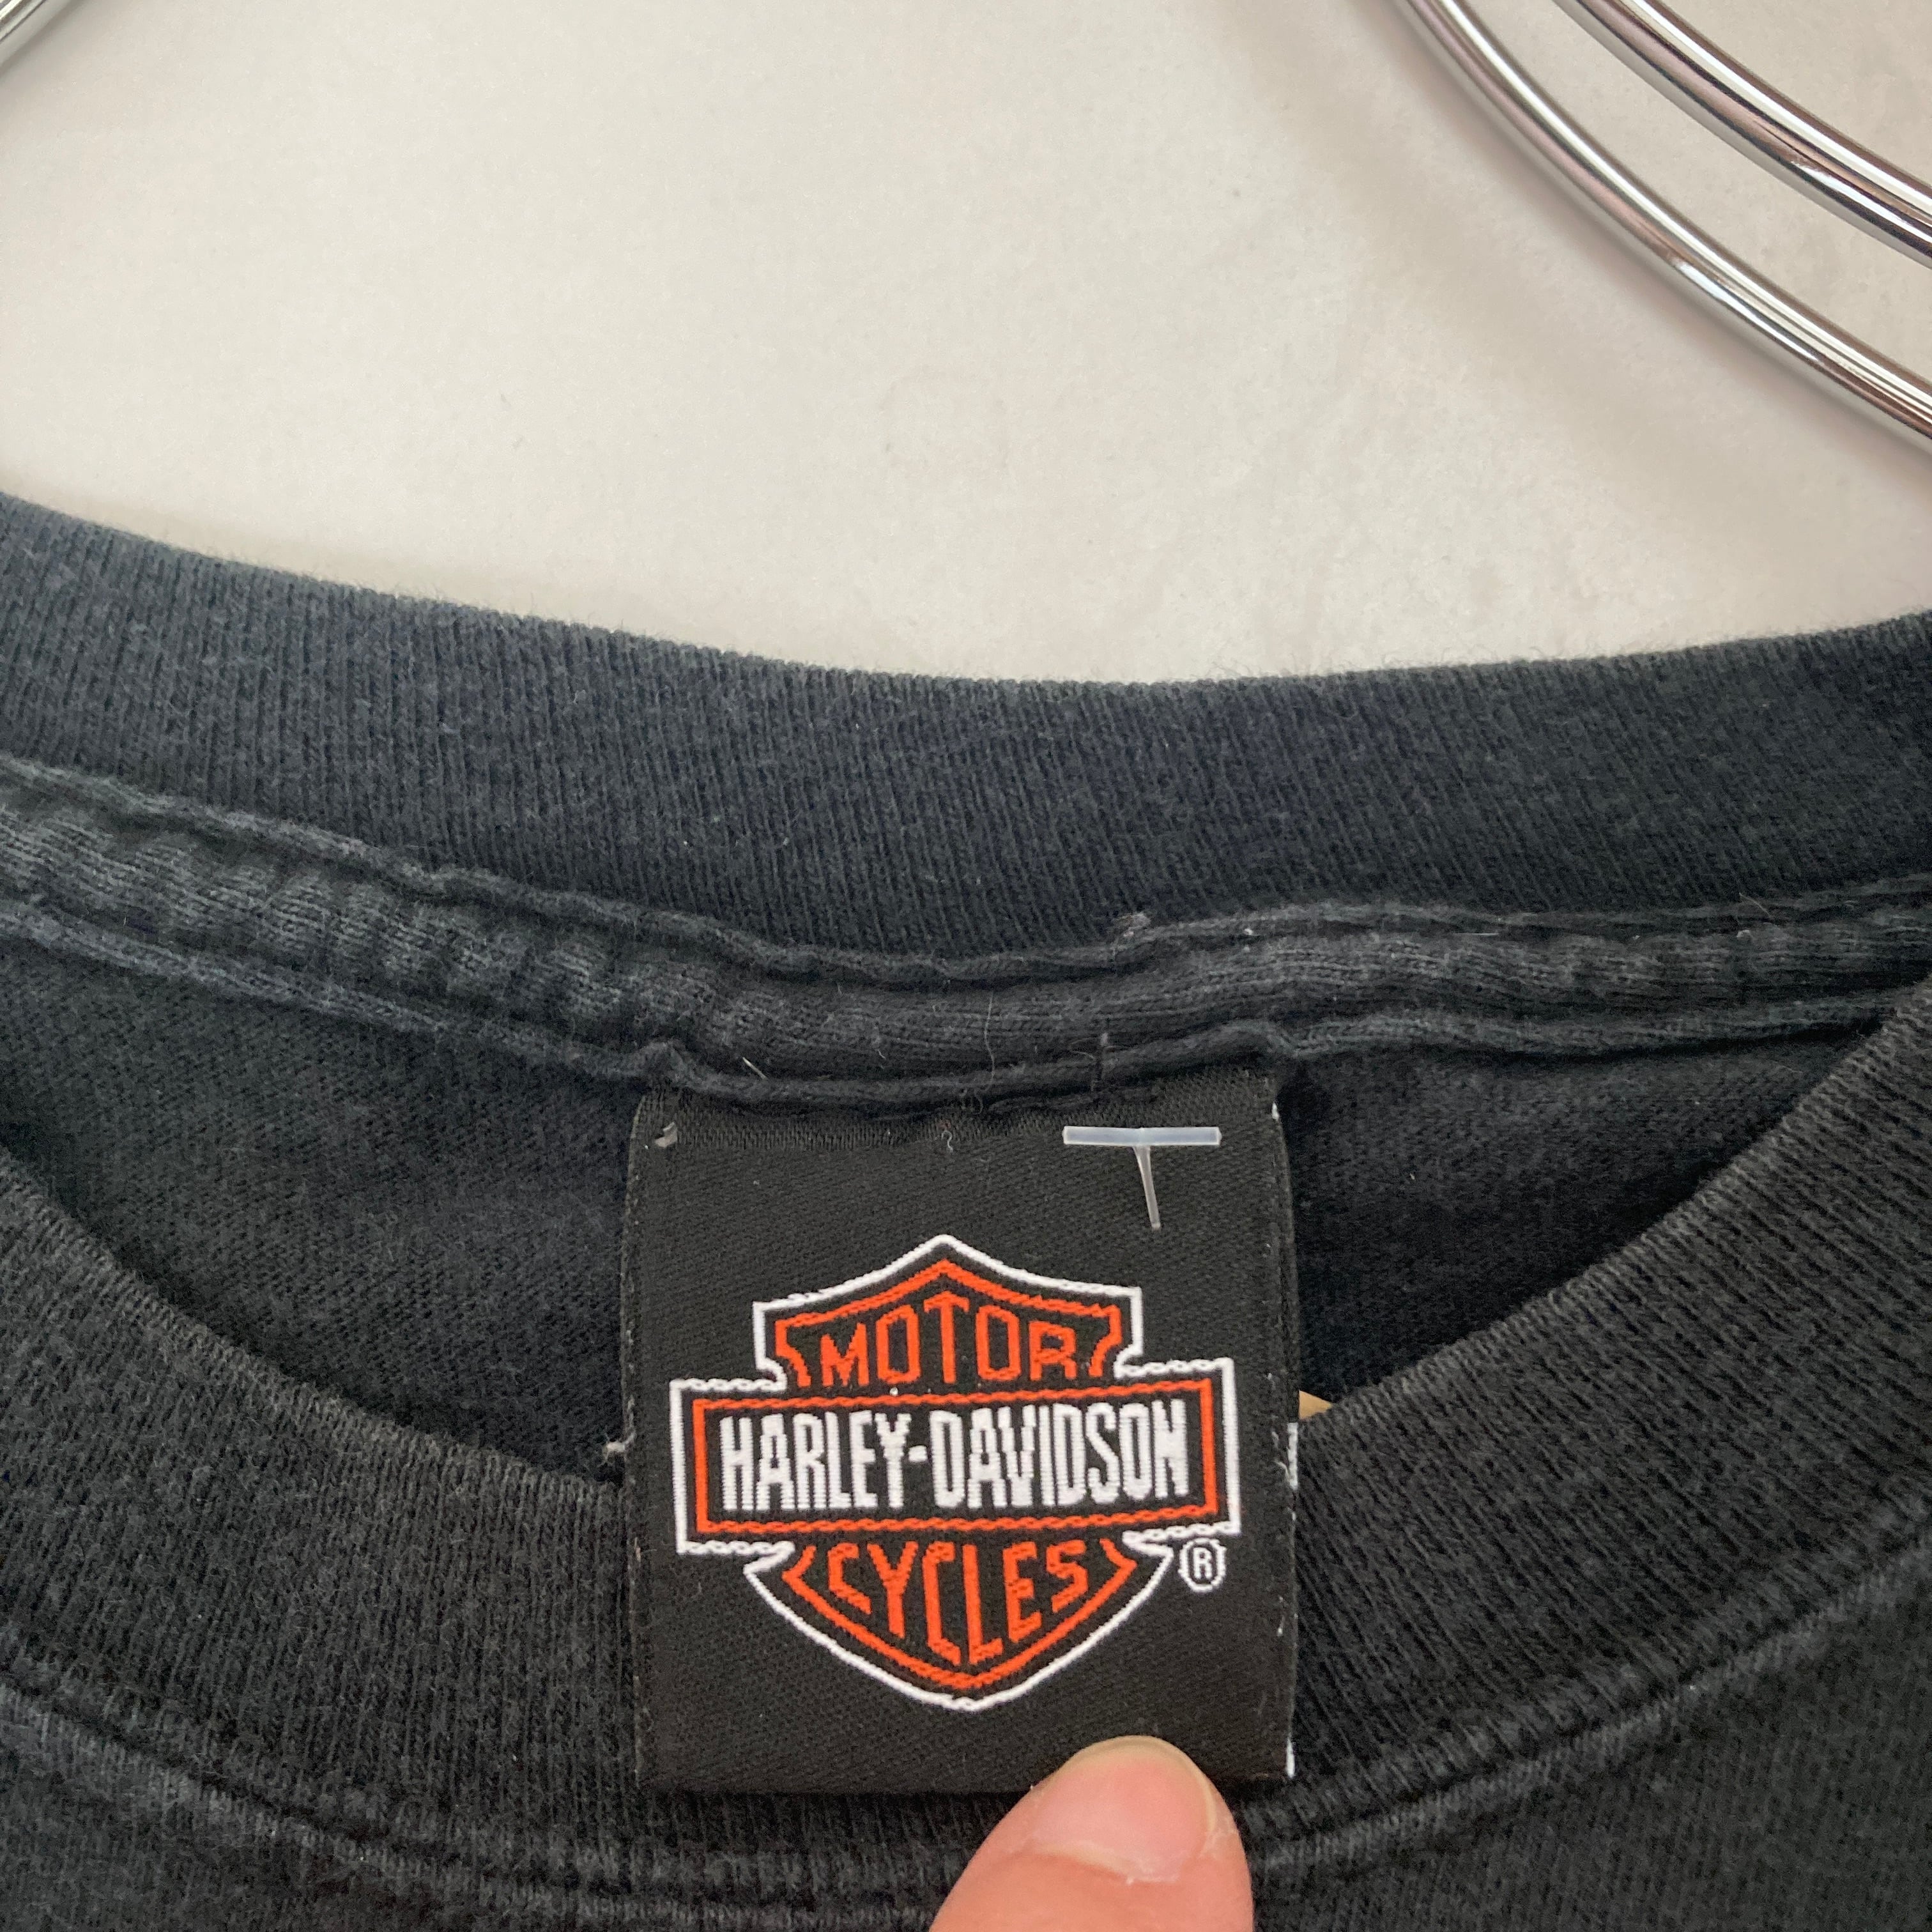 MOTOR
HARLEY-DAVIDSON
CYCLES
®